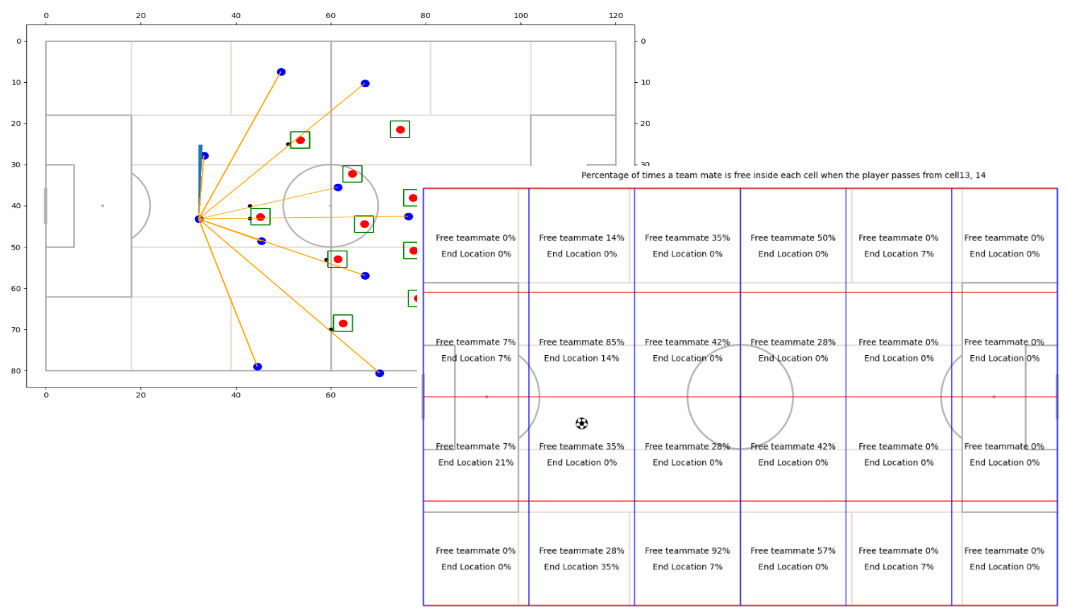 0 20 40 60 80 100 120
0 0
10 10
20 20
30 30
40
50
60
70
80
0 20 40 60
Percentage of times a team mate is free inside each cell when the player passes from cell13, 14
Free teammate 0% Free teammate 14% Free teammate 35% Free teammate 50% Free teammate 0% Free teammate 0%
End Location 0% End Location 0% End Location 0% End Location 0% End Location 7% End Location 0%
Free teammate 7% Free teammate 85% Free teammate 42% Free teammate 28% Free teammate 0% Free teammate 0%
End Location 7% End Location 14% End Location 0% End Location 0% End Location 0% End Location 0%
Free teammate 7% Free teammate 35% Free teammate 28% Free teammate 42% Free teammate 0% Free teammate 0%
End Location 21% End Location 0% End Location 0% End Location 0% End Location 0% End Location 0%
Free teammate 0% Free teammate 28% Free teammate 92% Free teammate 57% Free teammate 0% Free teammate 0%
End Location 0% End Location 35% End Location 7% End Location 0% End Location 7% End Location 0%